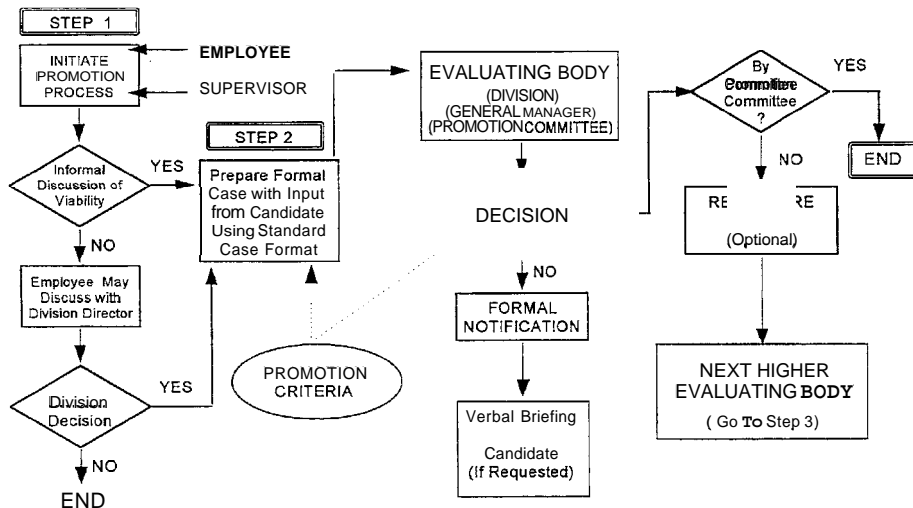 STEP 1
INITIATE
PROMOTION
PROCESS
EMPLOYEE
SUPERVISOR
Informal
Discussion of
Viability
YES
NO
Employee May
Discuss with
Division Director
Division
Decision
YES
NO
END
STEP 2
Prepare Formal
Case with Input
from Candidate
Using Standard
Case Format
PROMOTION
CRITERIA
EVALUATING BODY
(DIVISION)
(GENERAL MANAGER)
(PROMOTION COMMITTEE)
DECISION
NO
FORMAL
NOTIFICATION
Verbal Briefing
Candidate
(If Requested)
By
Committee
?
YES
END
NO
RE RE
(Optional)
NEXT HIGHER
EVALUATING BODY
( Go To Step 3)